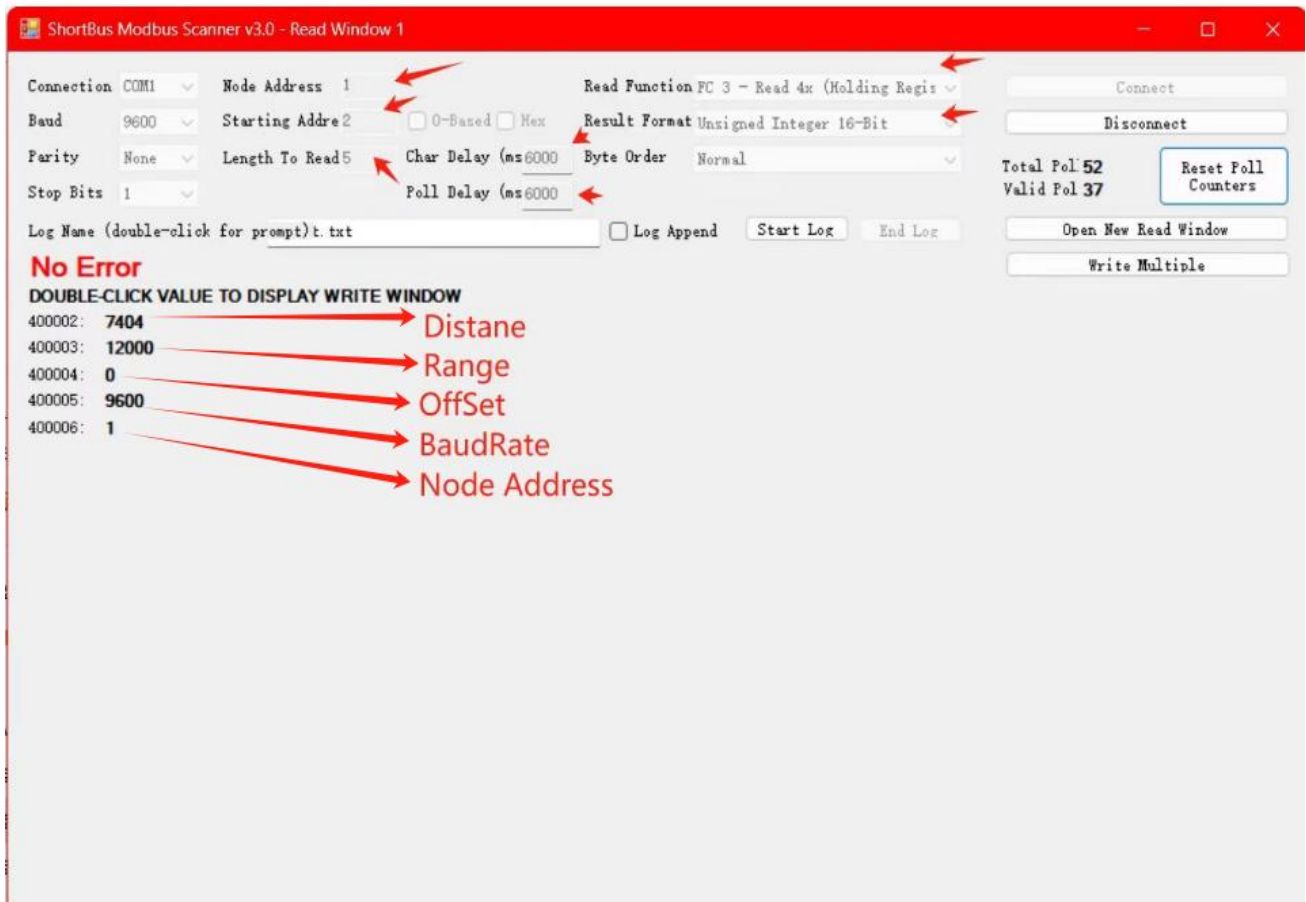 ShortBus Modbus Scanner v3.0 - Read Window 1
Connection COM1 Node Address 1 Read Function FC 3 - Read 4x (Holding Regis Connect
Baud 9600 Starting Addre 2 0-Based Hex Result Format Unsigned Integer 16-Bit Disconnect
Parity None Length To Read 5 Char Delay (ms 6000 Byte Order Normal
Total Pol 52 Reset Poll Counters
Stop Bits 1 Poll Delay (ms 6000 Valid Pol 37
Log Name (double-click for prompt) t.txt Log Append Start Log End Log Open New Read Window
Write Multiple
No Error
DOUBLE-CLICK VALUE TO DISPLAY WRITE WINDOW
400002: 7404 Distane
400003: 12000 Range
400004: 0 OffSet
400005: 9600 BaudRate
400006: 1 Node Address